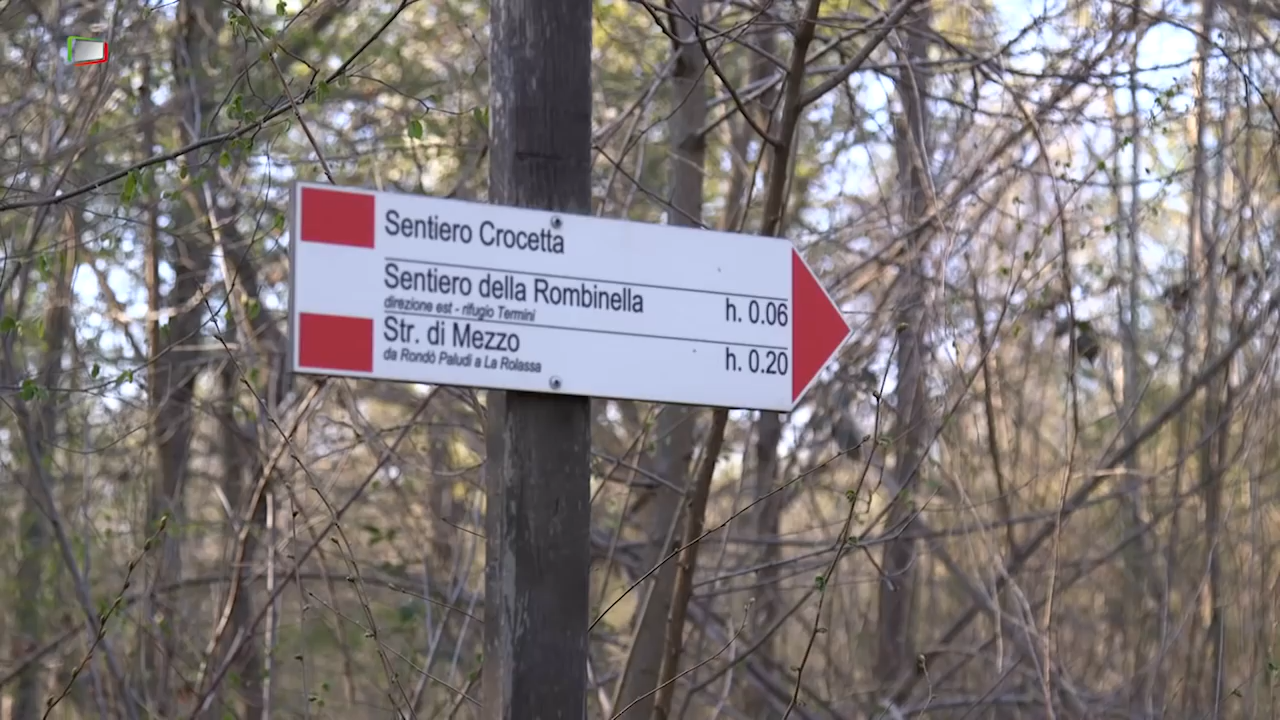 Sentiero Crocetta
Sentiero della Rombinella h. 0.06
direzione est - rifugio Termini
Str. di Mezzo h. 0.20
da Rondò Paludi a La Rolassa